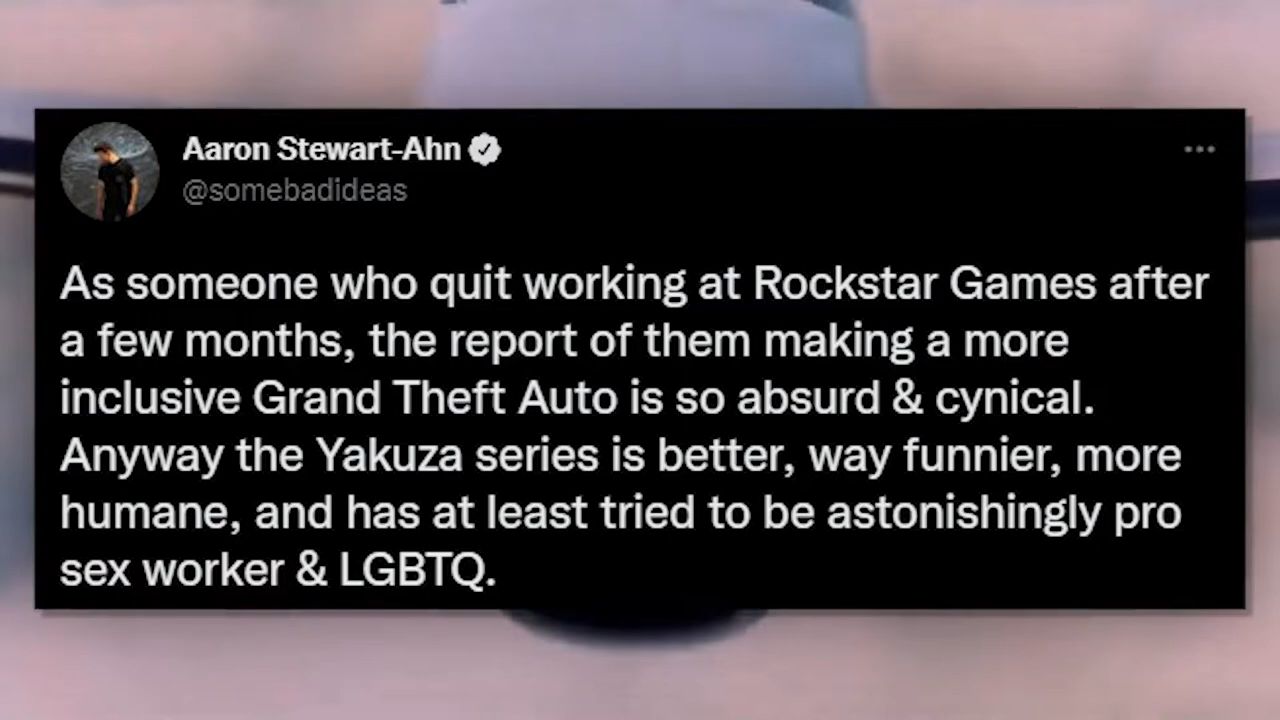 Aaron Stewart-Ahn
@somebadideas
As someone who quit working at Rockstar Games after
a few months, the report of them making a more
inclusive Grand Theft Auto is so absurd & cynical.
Anyway the Yakuza series is better, way funnier, more
humane, and has at least tried to be astonishingly pro
sex worker & LGBTQ.